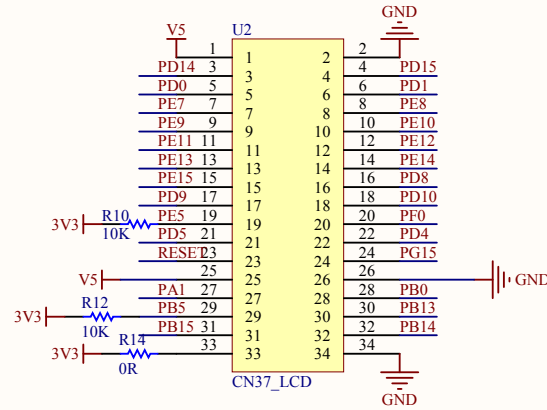 GND
V5 U2
1 1 2 2
PD14 3 3 4 4 PD15
PD0 5 5 6 6 PD1
PE7 7 7 8 8 PE8
PE9 9 9 10 10 PE10
PE11 11 11 12 12 PE12
PE13 13 13 14 14 PE14
PE15 15 15 16 16 PD8
PD9 17 17 18 18 PD10
3V3 R10 10K PE5 19 19 20 20 PF0
PD5 21 21 22 22 PD4
RESET 23 23 24 24 PG15
V5 25 25 26 26 GND
PA1 27 27 28 28 PB0
3V3 R12 10K PB5 29 29 30 30 PB13
PB15 31 31 32 32 PB14
3V3 R14 0R 33 33 34 34
CN37_LCD
GND